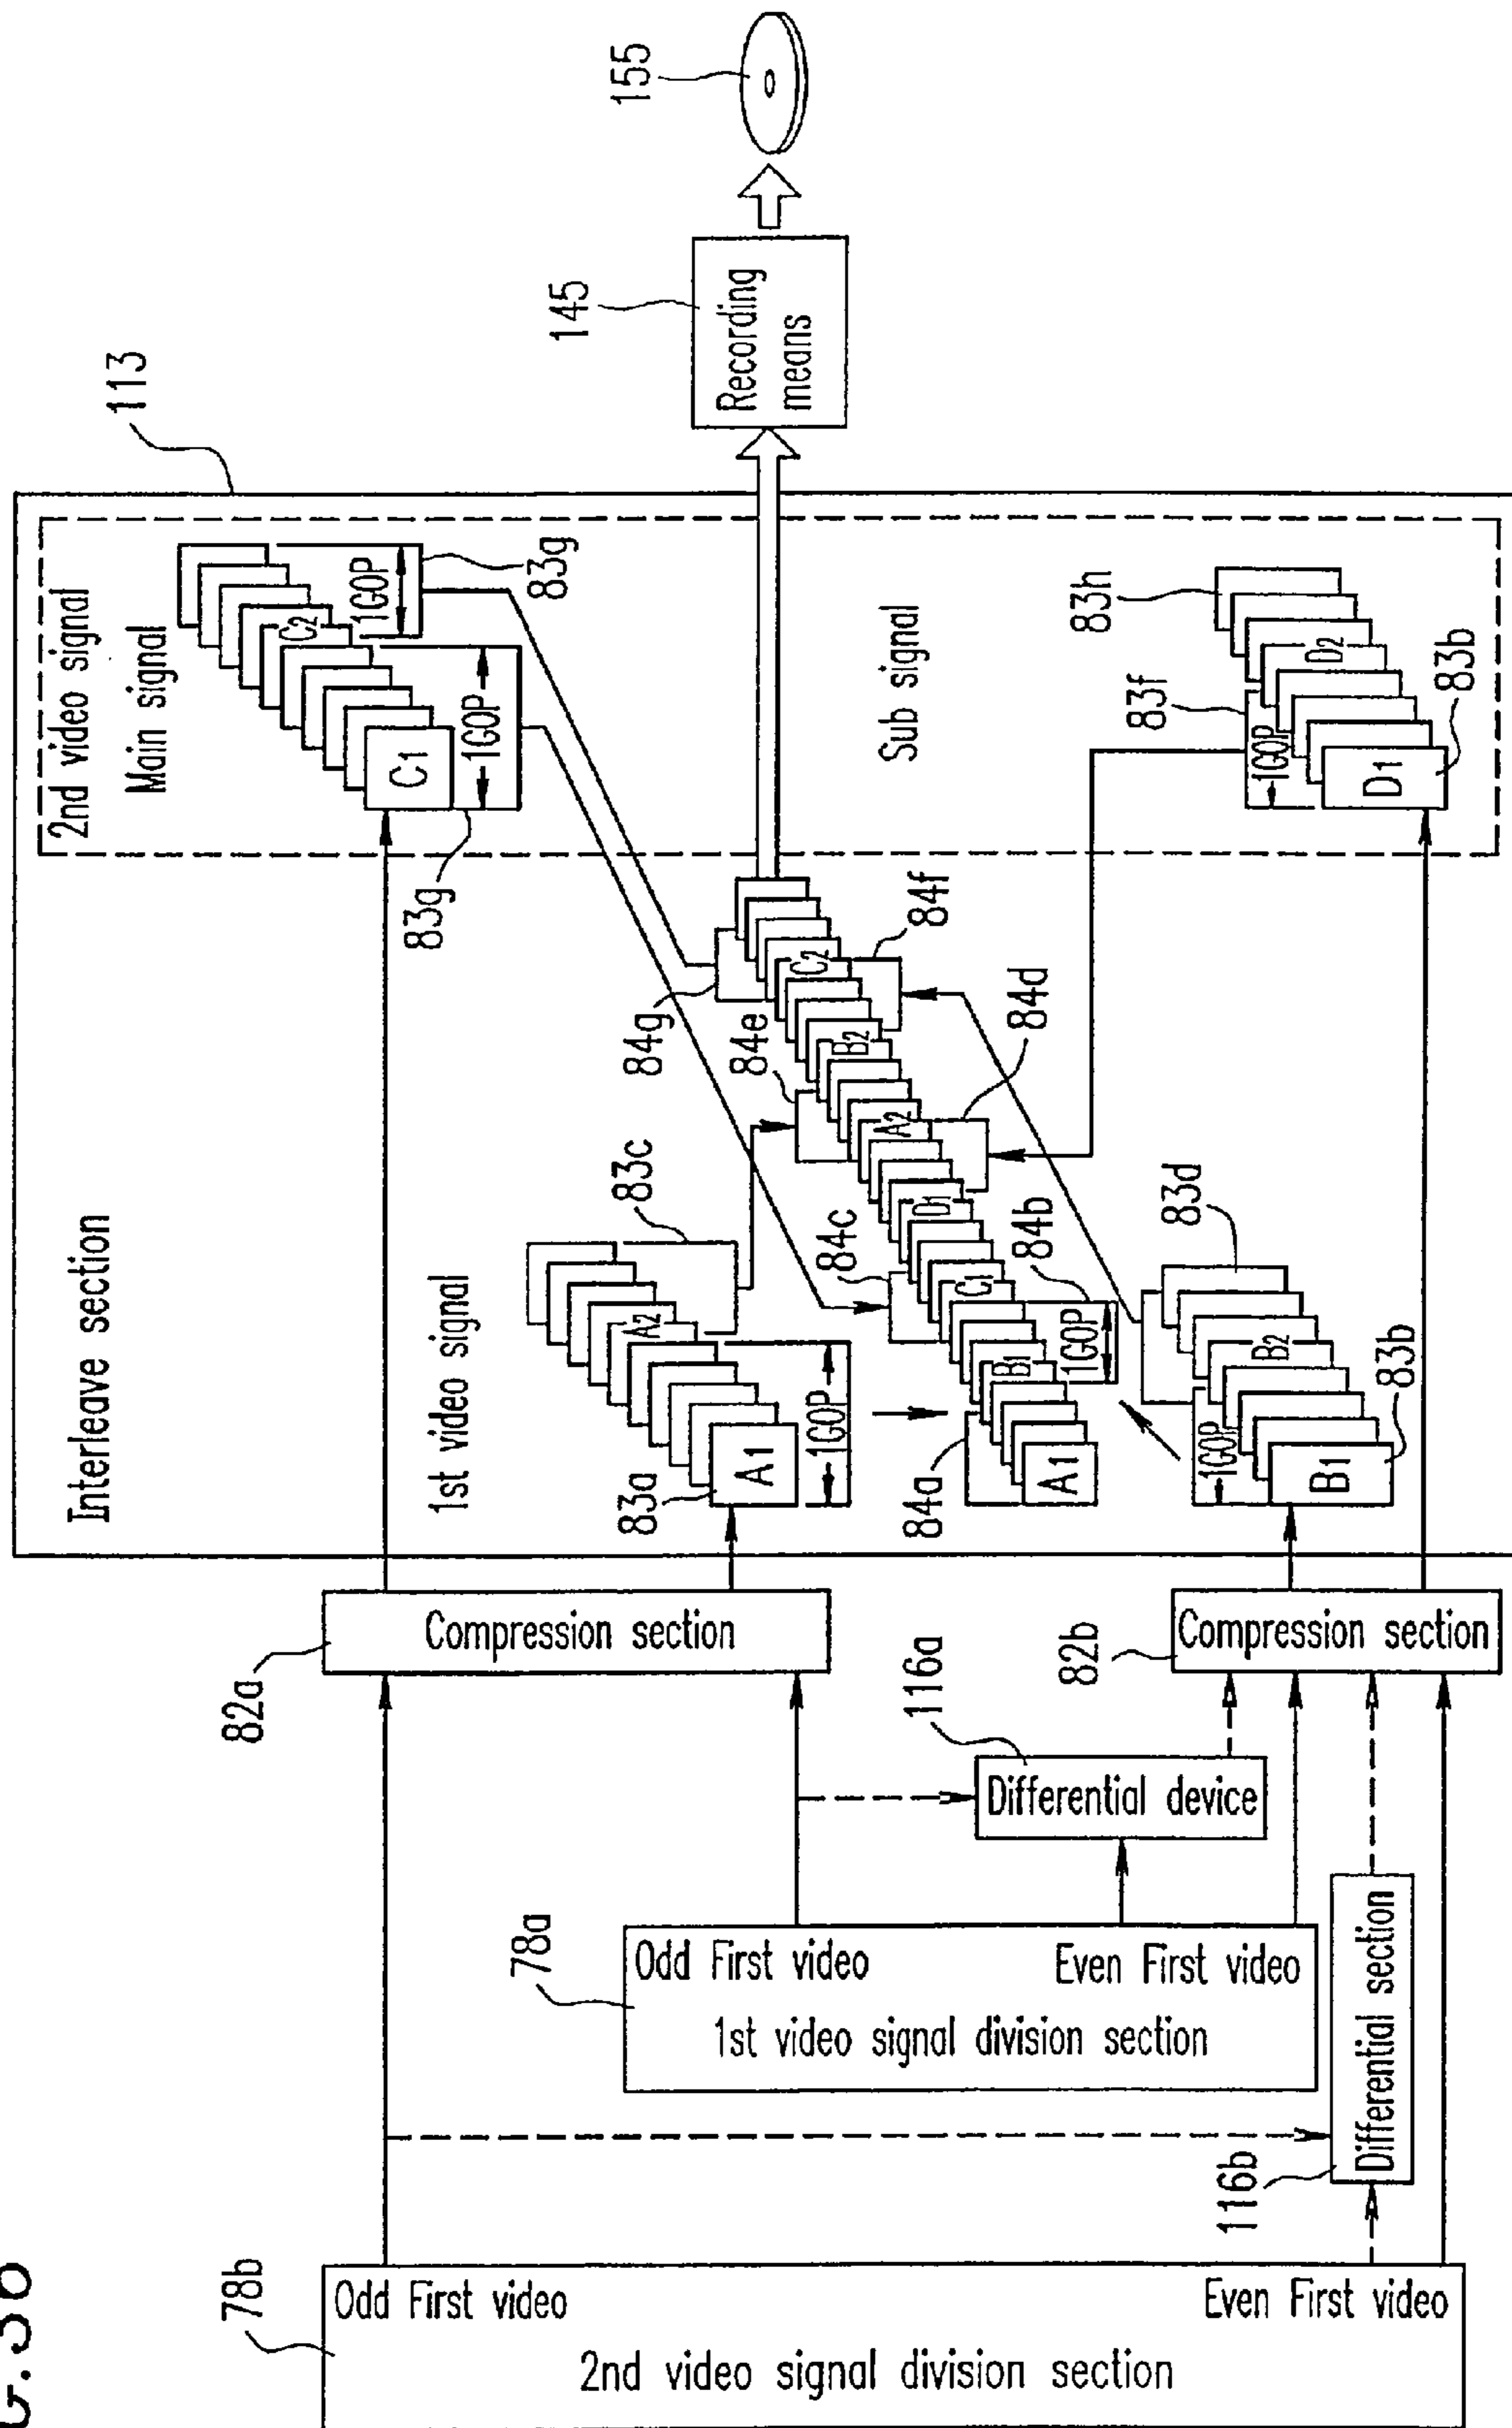 78b
Odd First video
Even First video
2nd video signal division section
78a
Odd First video
Even First video
1st video signal division section
116a
Differential device
116b
Differential section
82a
Compression section
82b
Compression section
Interleave section
113
1st video signal
83a
A1
A2
83c
1GOP
84a
A1
B1
84b
1GOP
84c
C1
D1
84d
84e
A2
B2
84f
84g
C2
1GOP
B1
83b
B2
83d
2nd video signal
Main signal
C1
C2
1GOP
1GOP
83g
83g
Sub signal
83f
83h
1GOP
D1
D2
83b
145
Recording
means
155